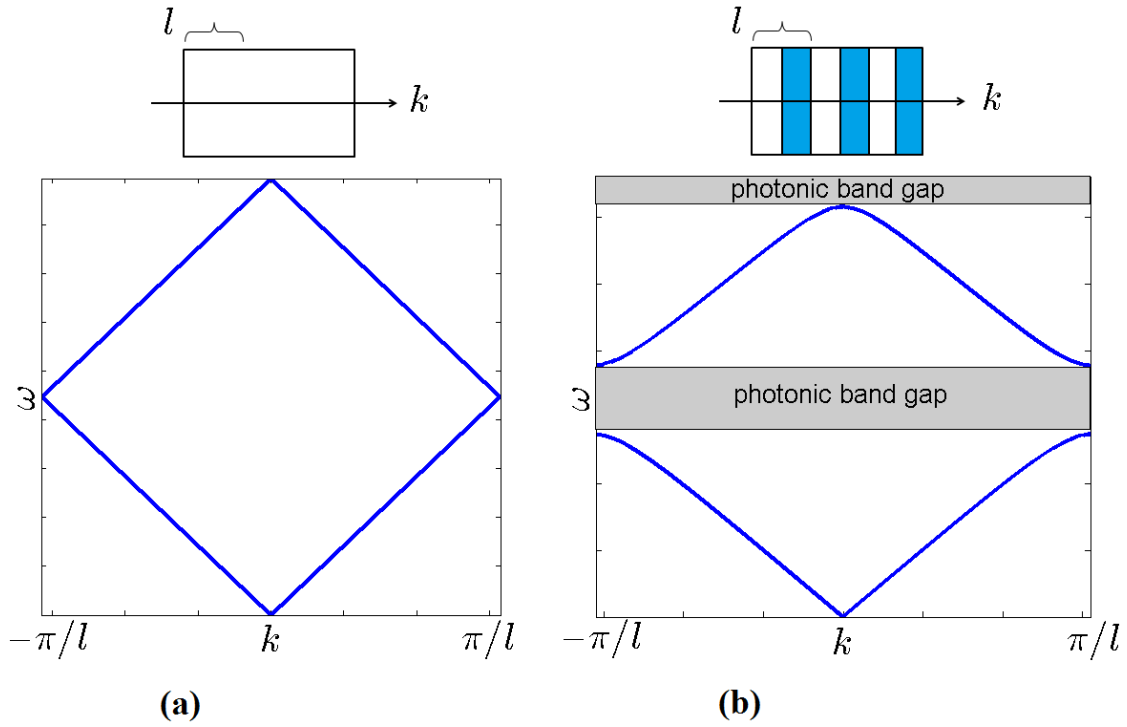 l
k
ω
−π/l
k
π/l
(a)
l
k
photonic band gap
photonic band gap
ω
−π/l
k
π/l
(b)